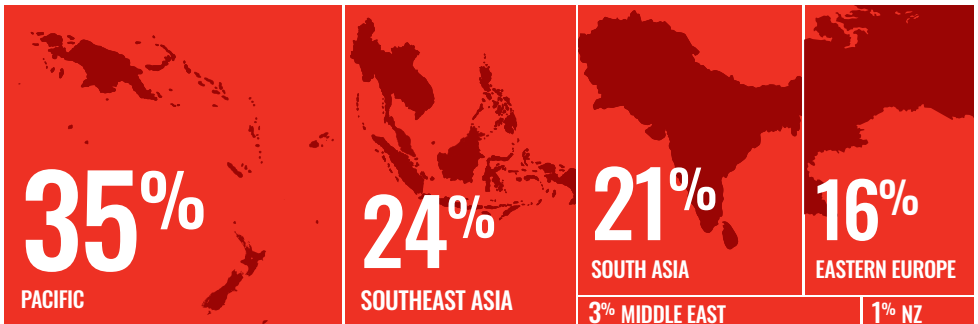 35%
PACIFIC
24%
SOUTHEAST ASIA
21%
SOUTH ASIA
16%
EASTERN EUROPE
3% MIDDLE EAST
1% NZ